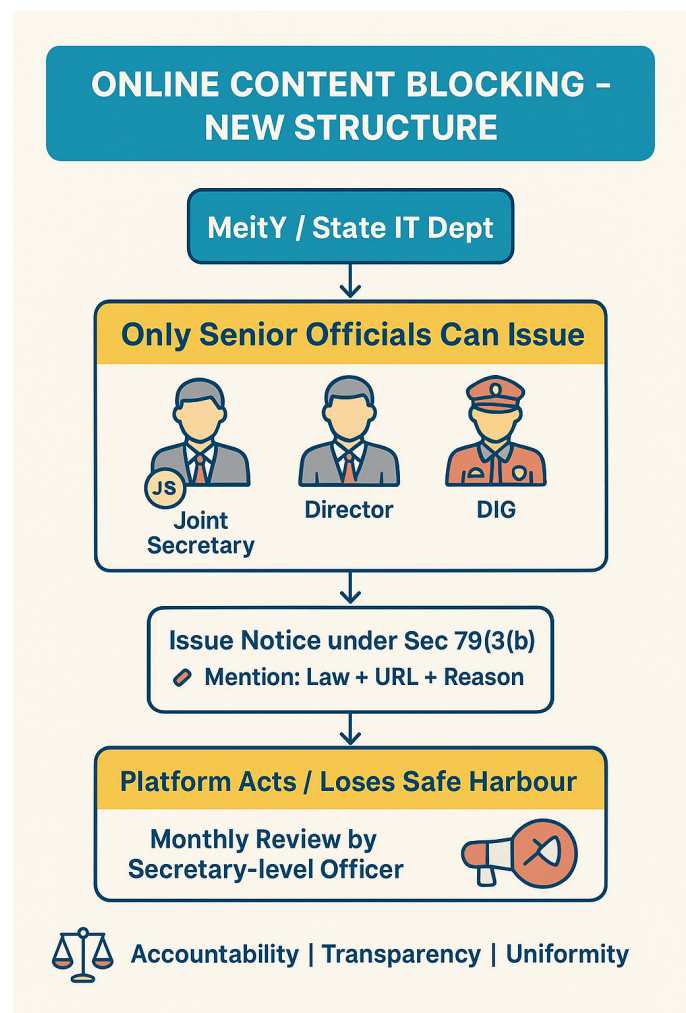 ONLINE CONTENT BLOCKING –
NEW STRUCTURE
MeitY / State IT Dept
Only Senior Officials Can Issue
JS
Joint
Secretary
Director
DIG
Issue Notice under Sec 79(3(b)
Mention: Law + URL + Reason
Platform Acts / Loses Safe Harbour
Monthly Review by
Secretary-level Officer
Accountability | Transparency | Uniformity